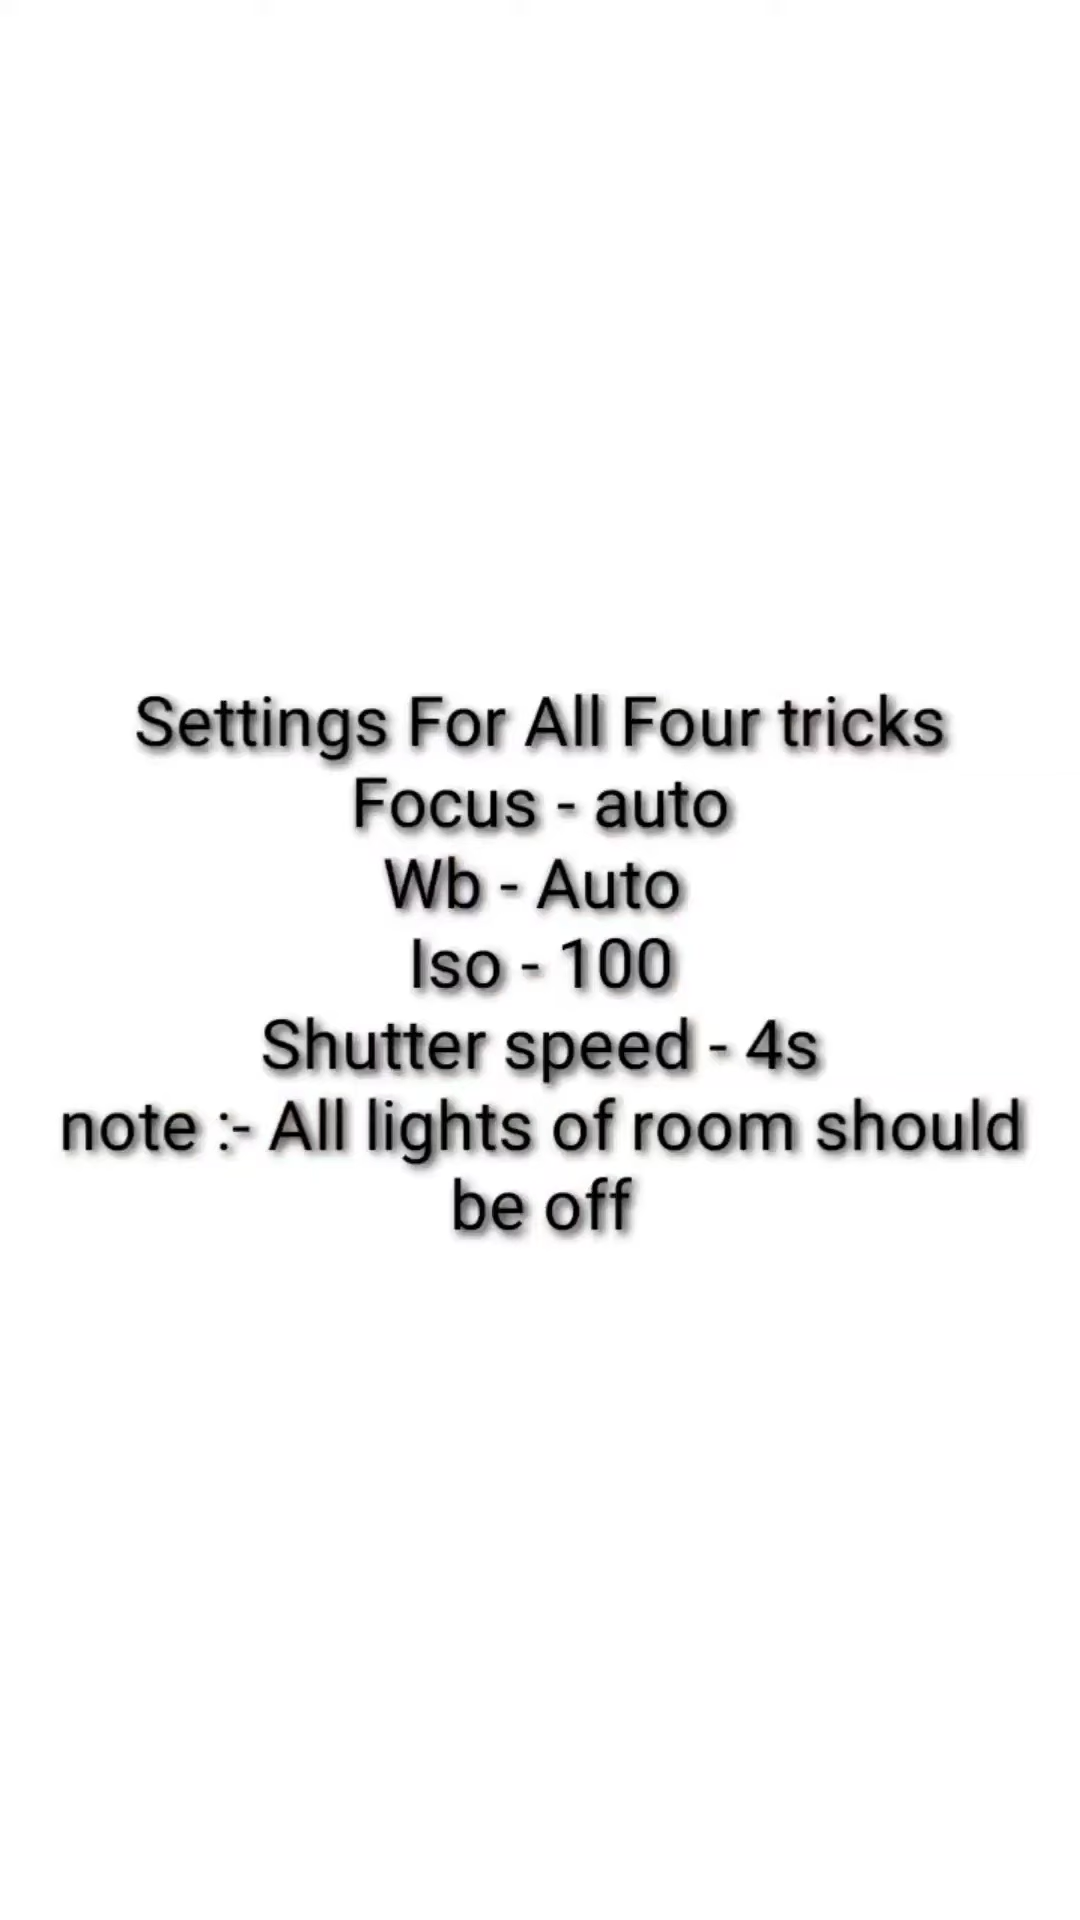 Settings For All Four tricks
Focus - auto
Wb - Auto
Iso - 100
Shutter speed - 4s
note :- All lights of room should
be off